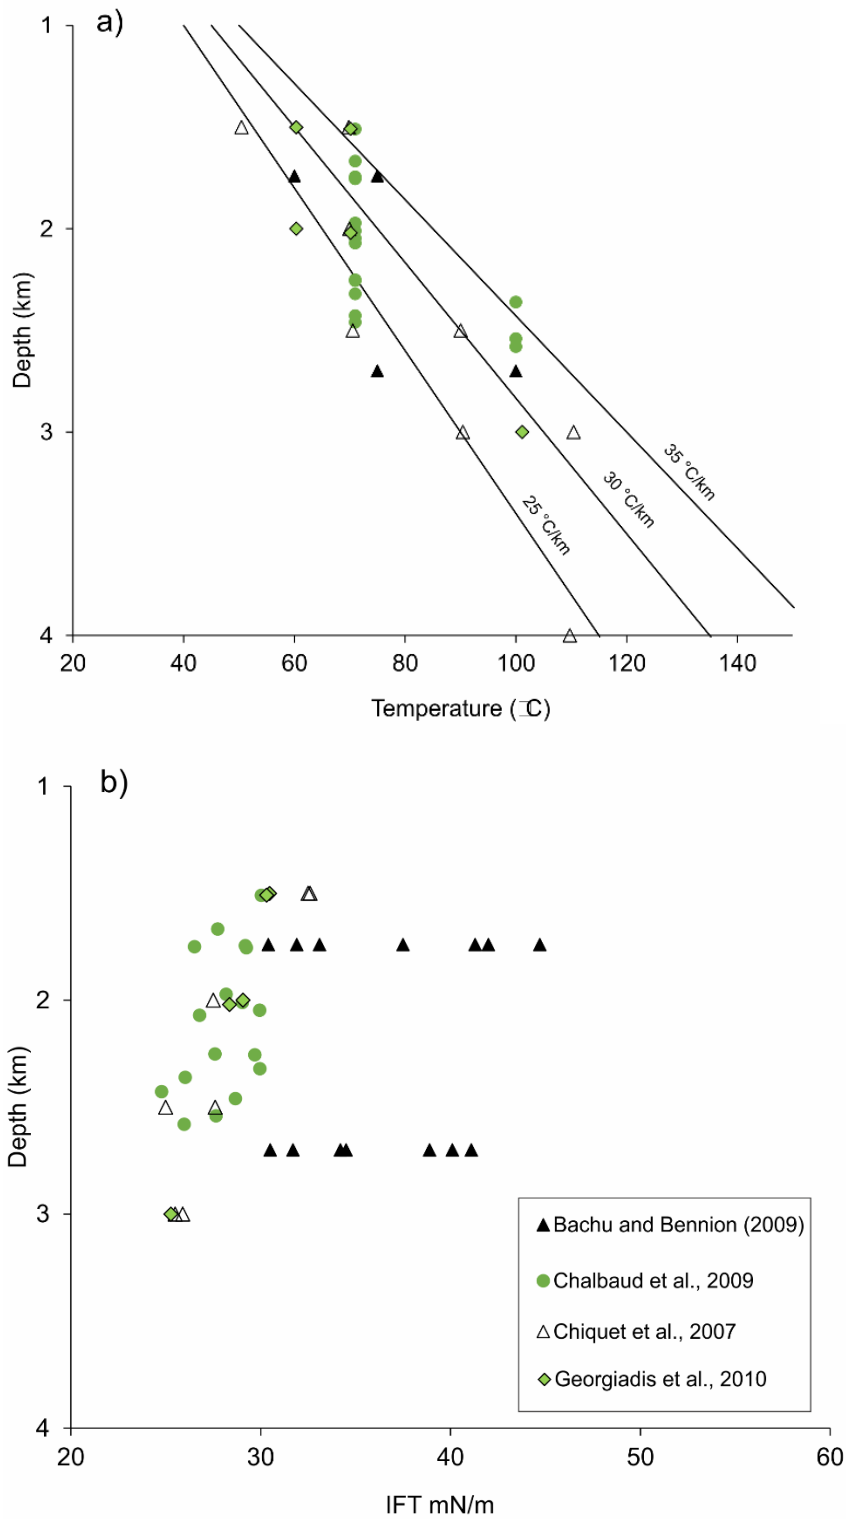 a)
1
2
3
4
Depth (km)
35 °C/km
30 °C/km
25 °C/km
20 40 60 80 100 120 140
Temperature ( C)
b)
1
2
3
4
Depth (km)
Bachu and Bennion (2009)
Chalbaud et al., 2009
Chiquet et al., 2007
Georgiadis et al., 2010
20 30 40 50 60
IFT mN/m